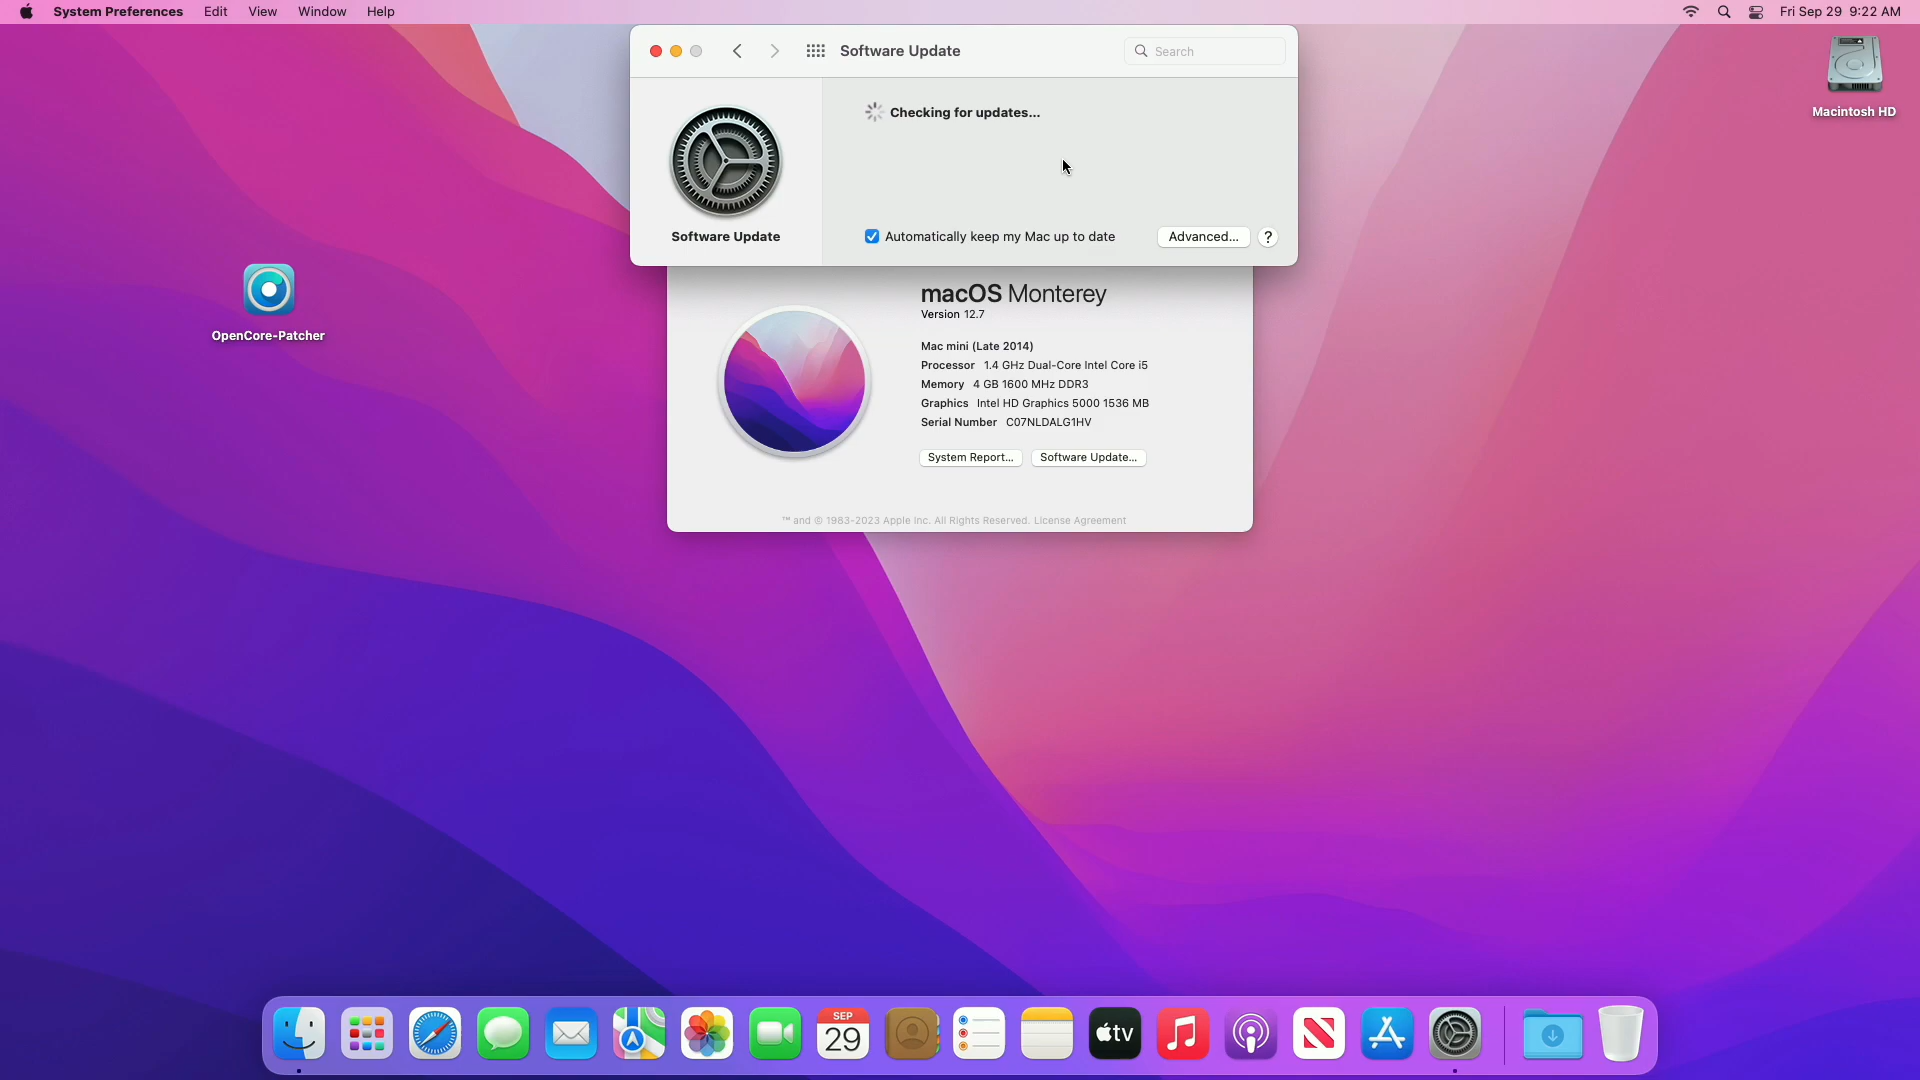 System Preferences Edit View Window Help
Fri Sep 29 9:22 AM
Software Update
Search
Macintosh HD
Checking for updates...
Software Update
Automatically keep my Mac up to date
Advanced...
?
OpenCore-Patcher
macOS Monterey
Version 12.7
Mac mini (Late 2014)
Processor 1.4 GHz Dual-Core Intel Core i5
Memory 4 GB 1600 MHz DDR3
Graphics Intel HD Graphics 5000 1536 MB
Serial Number C07NLDALG1HV
System Report...
Software Update...
™ and © 1983-2023 Apple Inc. All Rights Reserved. License Agreement
SEP
29
tv